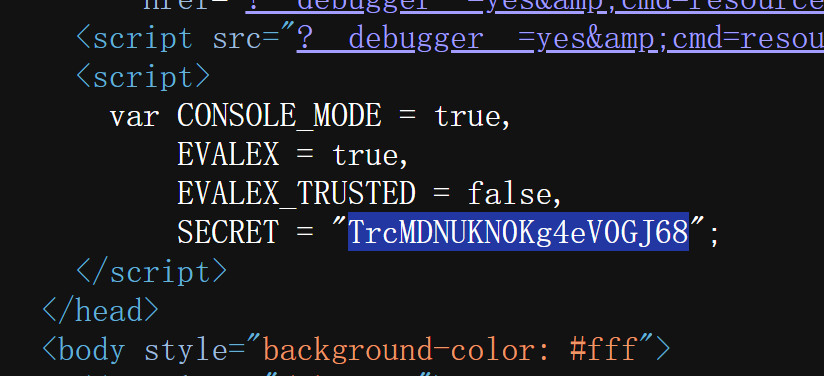 href="?__debugger__=yes&amp;cmd=resource
<script src="?__debugger__=yes&amp;cmd=resou
<script>
var CONSOLE_MODE = true,
EVALEX = true,
EVALEX_TRUSTED = false,
SECRET = "TrcMDNUKNOKg4eVOGJ68";
</script>
</head>
<body style="background-color: #fff">